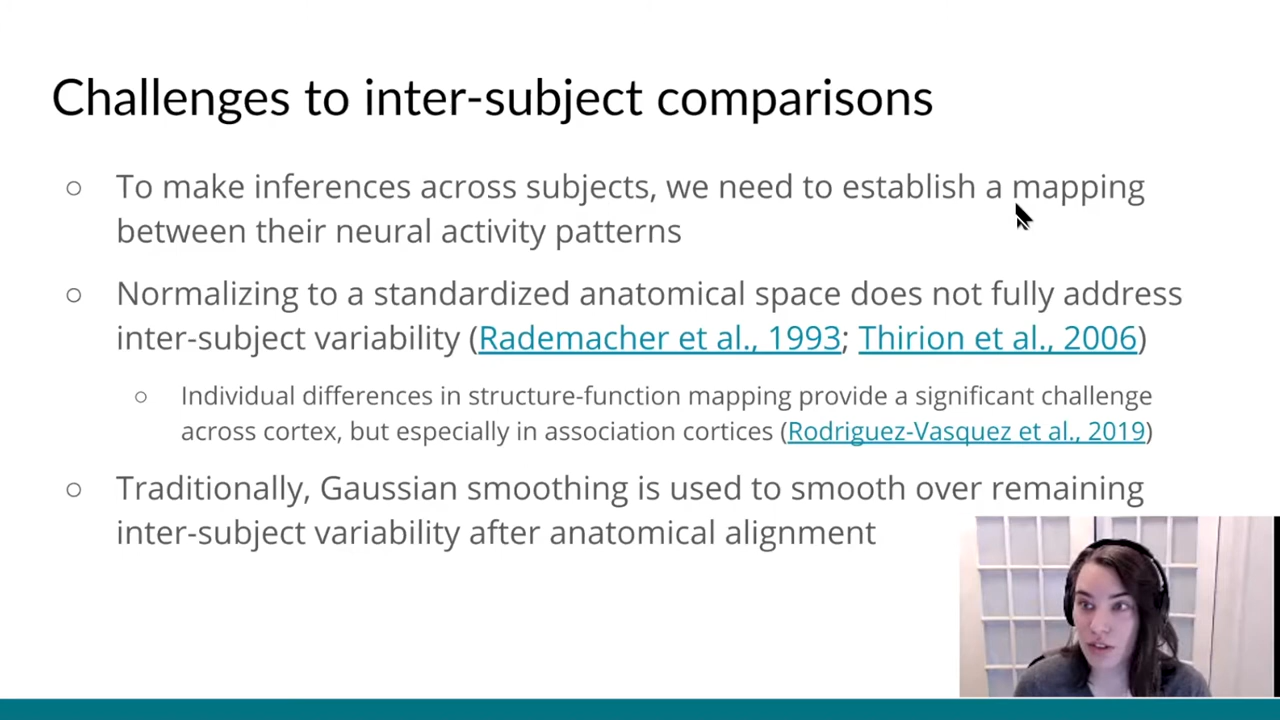 Challenges to inter-subject comparisons
○ To make inferences across subjects, we need to establish a mapping
between their neural activity patterns
○ Normalizing to a standardized anatomical space does not fully address
inter-subject variability (Rademacher et al., 1993; Thirion et al., 2006)
○ Individual differences in structure-function mapping provide a significant challenge
across cortex, but especially in association cortices (Rodriguez-Vasquez et al., 2019)
○ Traditionally, Gaussian smoothing is used to smooth over remaining
inter-subject variability after anatomical alignment